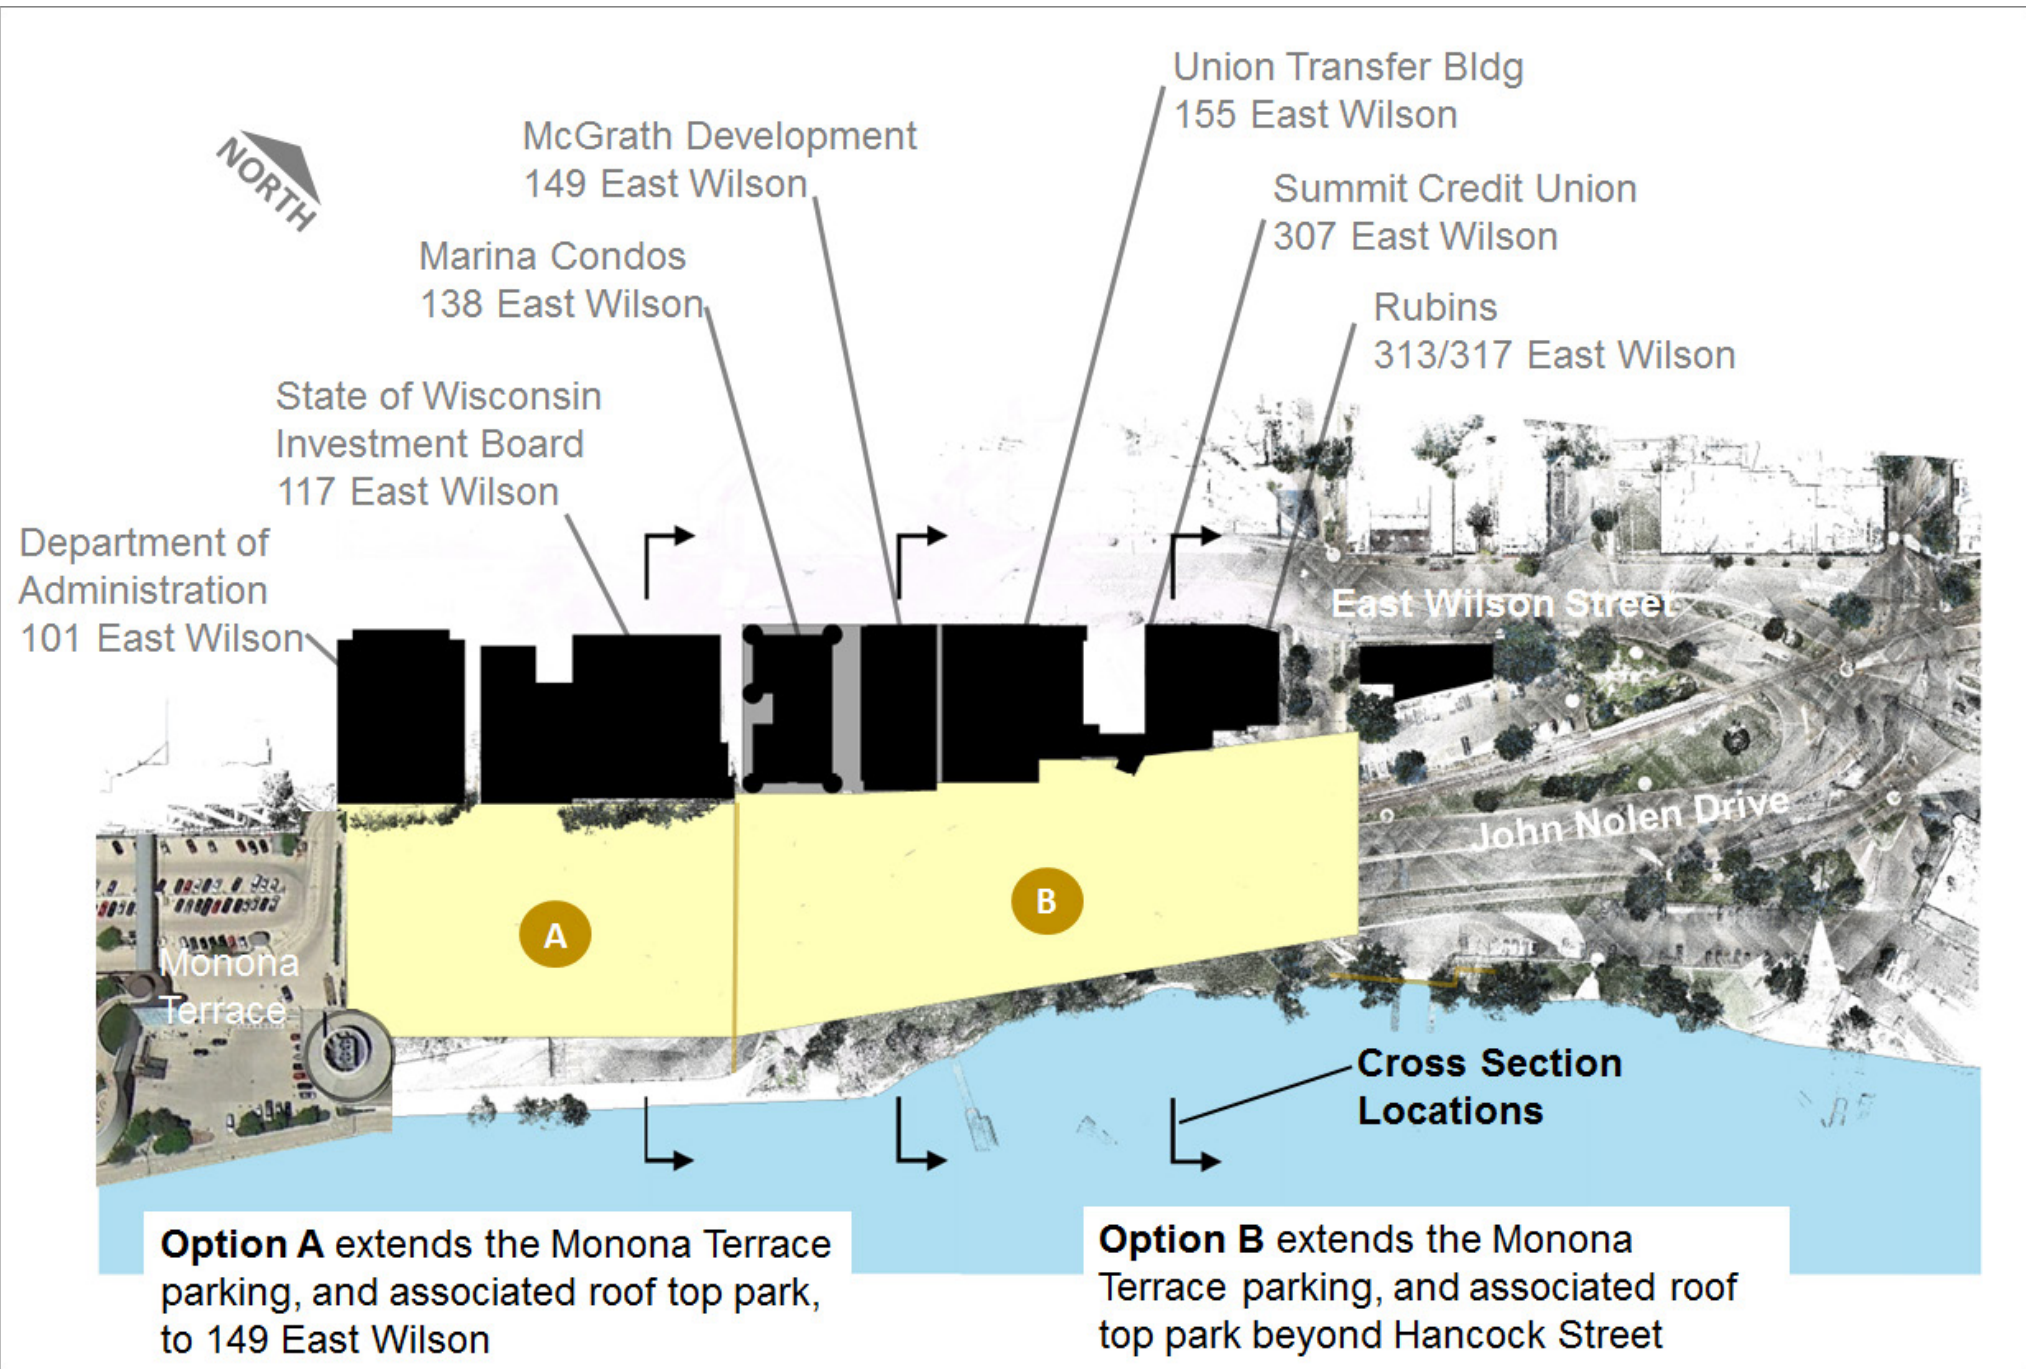 Union Transfer Bldg
155 East Wilson
McGrath Development
149 East Wilson
NORTH
Summit Credit Union
307 East Wilson
Marina Condos
138 East Wilson
Rubins
313/317 East Wilson
State of Wisconsin
Investment Board
117 East Wilson
Department of
Administration
101 East Wilson
East Wilson Street
John Nolen Drive
A
B
Monona
Terrace
Cross Section
Locations
Option A extends the Monona Terrace
parking, and associated roof top park,
to 149 East Wilson
Option B extends the Monona
Terrace parking, and associated roof
top park beyond Hancock Street